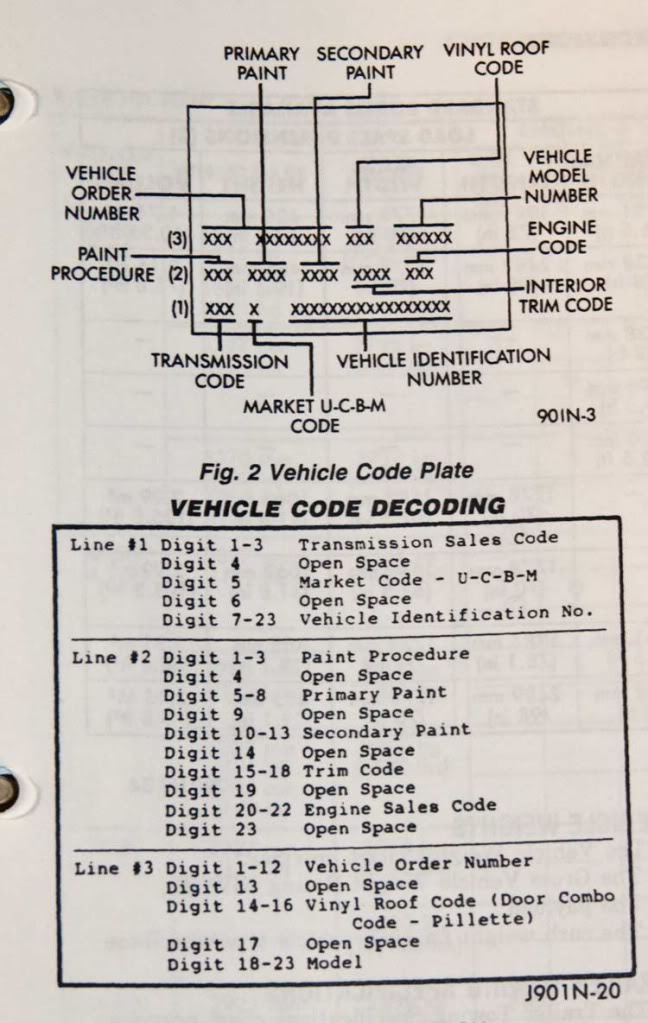 PRIMARY PAINT
SECONDARY PAINT
VINYL ROOF CODE
VEHICLE ORDER NUMBER
VEHICLE MODEL NUMBER
(3) XXX XXXXXXXX XXX XXXXXX
ENGINE CODE
PAINT PROCEDURE
(2) XXX XXXX XXXX XXXX XXX
INTERIOR TRIM CODE
(1) XXX X XXXXXXXXXXXXXXXXX
TRANSMISSION CODE
VEHICLE IDENTIFICATION NUMBER
MARKET U-C-B-M CODE
901N-3
Fig. 2 Vehicle Code Plate
VEHICLE CODE DECODING
Line #1 Digit 1-3 Transmission Sales Code
Digit 4 Open Space
Digit 5 Market Code - U-C-B-M
Digit 6 Open Space
Digit 7-23 Vehicle Identification No.
Line #2 Digit 1-3 Paint Procedure
Digit 4 Open Space
Digit 5-8 Primary Paint
Digit 9 Open Space
Digit 10-13 Secondary Paint
Digit 14 Open Space
Digit 15-18 Trim Code
Digit 19 Open Space
Digit 20-22 Engine Sales Code
Digit 23 Open Space
Line #3 Digit 1-12 Vehicle Order Number
Digit 13 Open Space
Digit 14-16 Vinyl Roof Code (Door Combo
Code - Pillette)
Digit 17 Open Space
Digit 18-23 Model
J901N-20